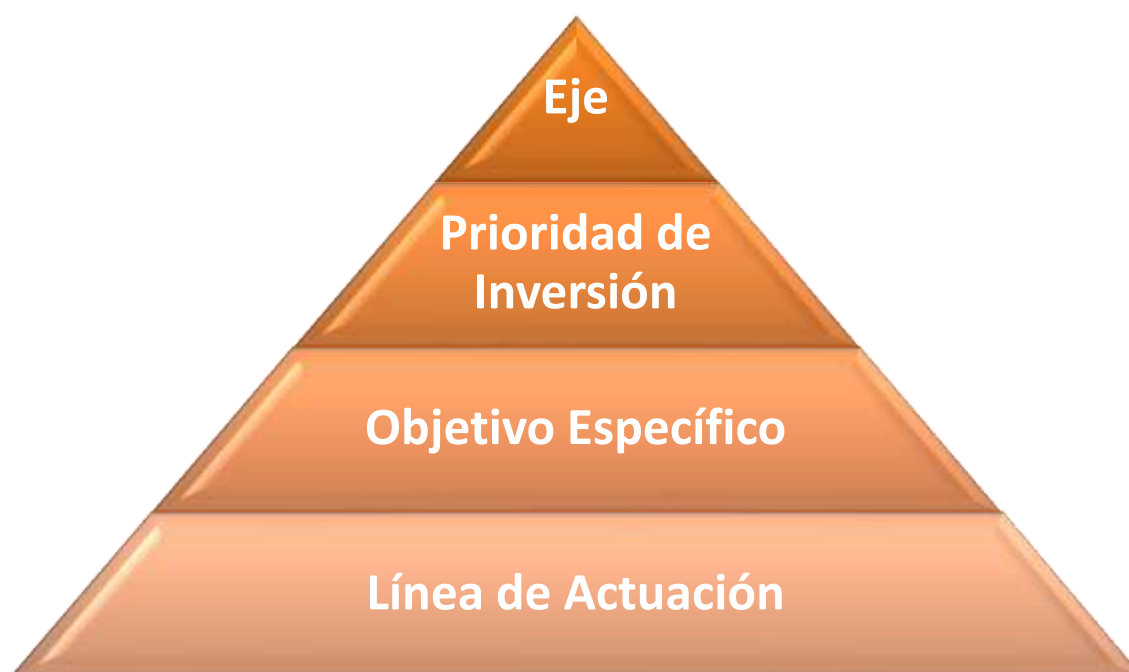 Eje
Prioridad de
Inversión
Objetivo Específico
Línea de Actuación